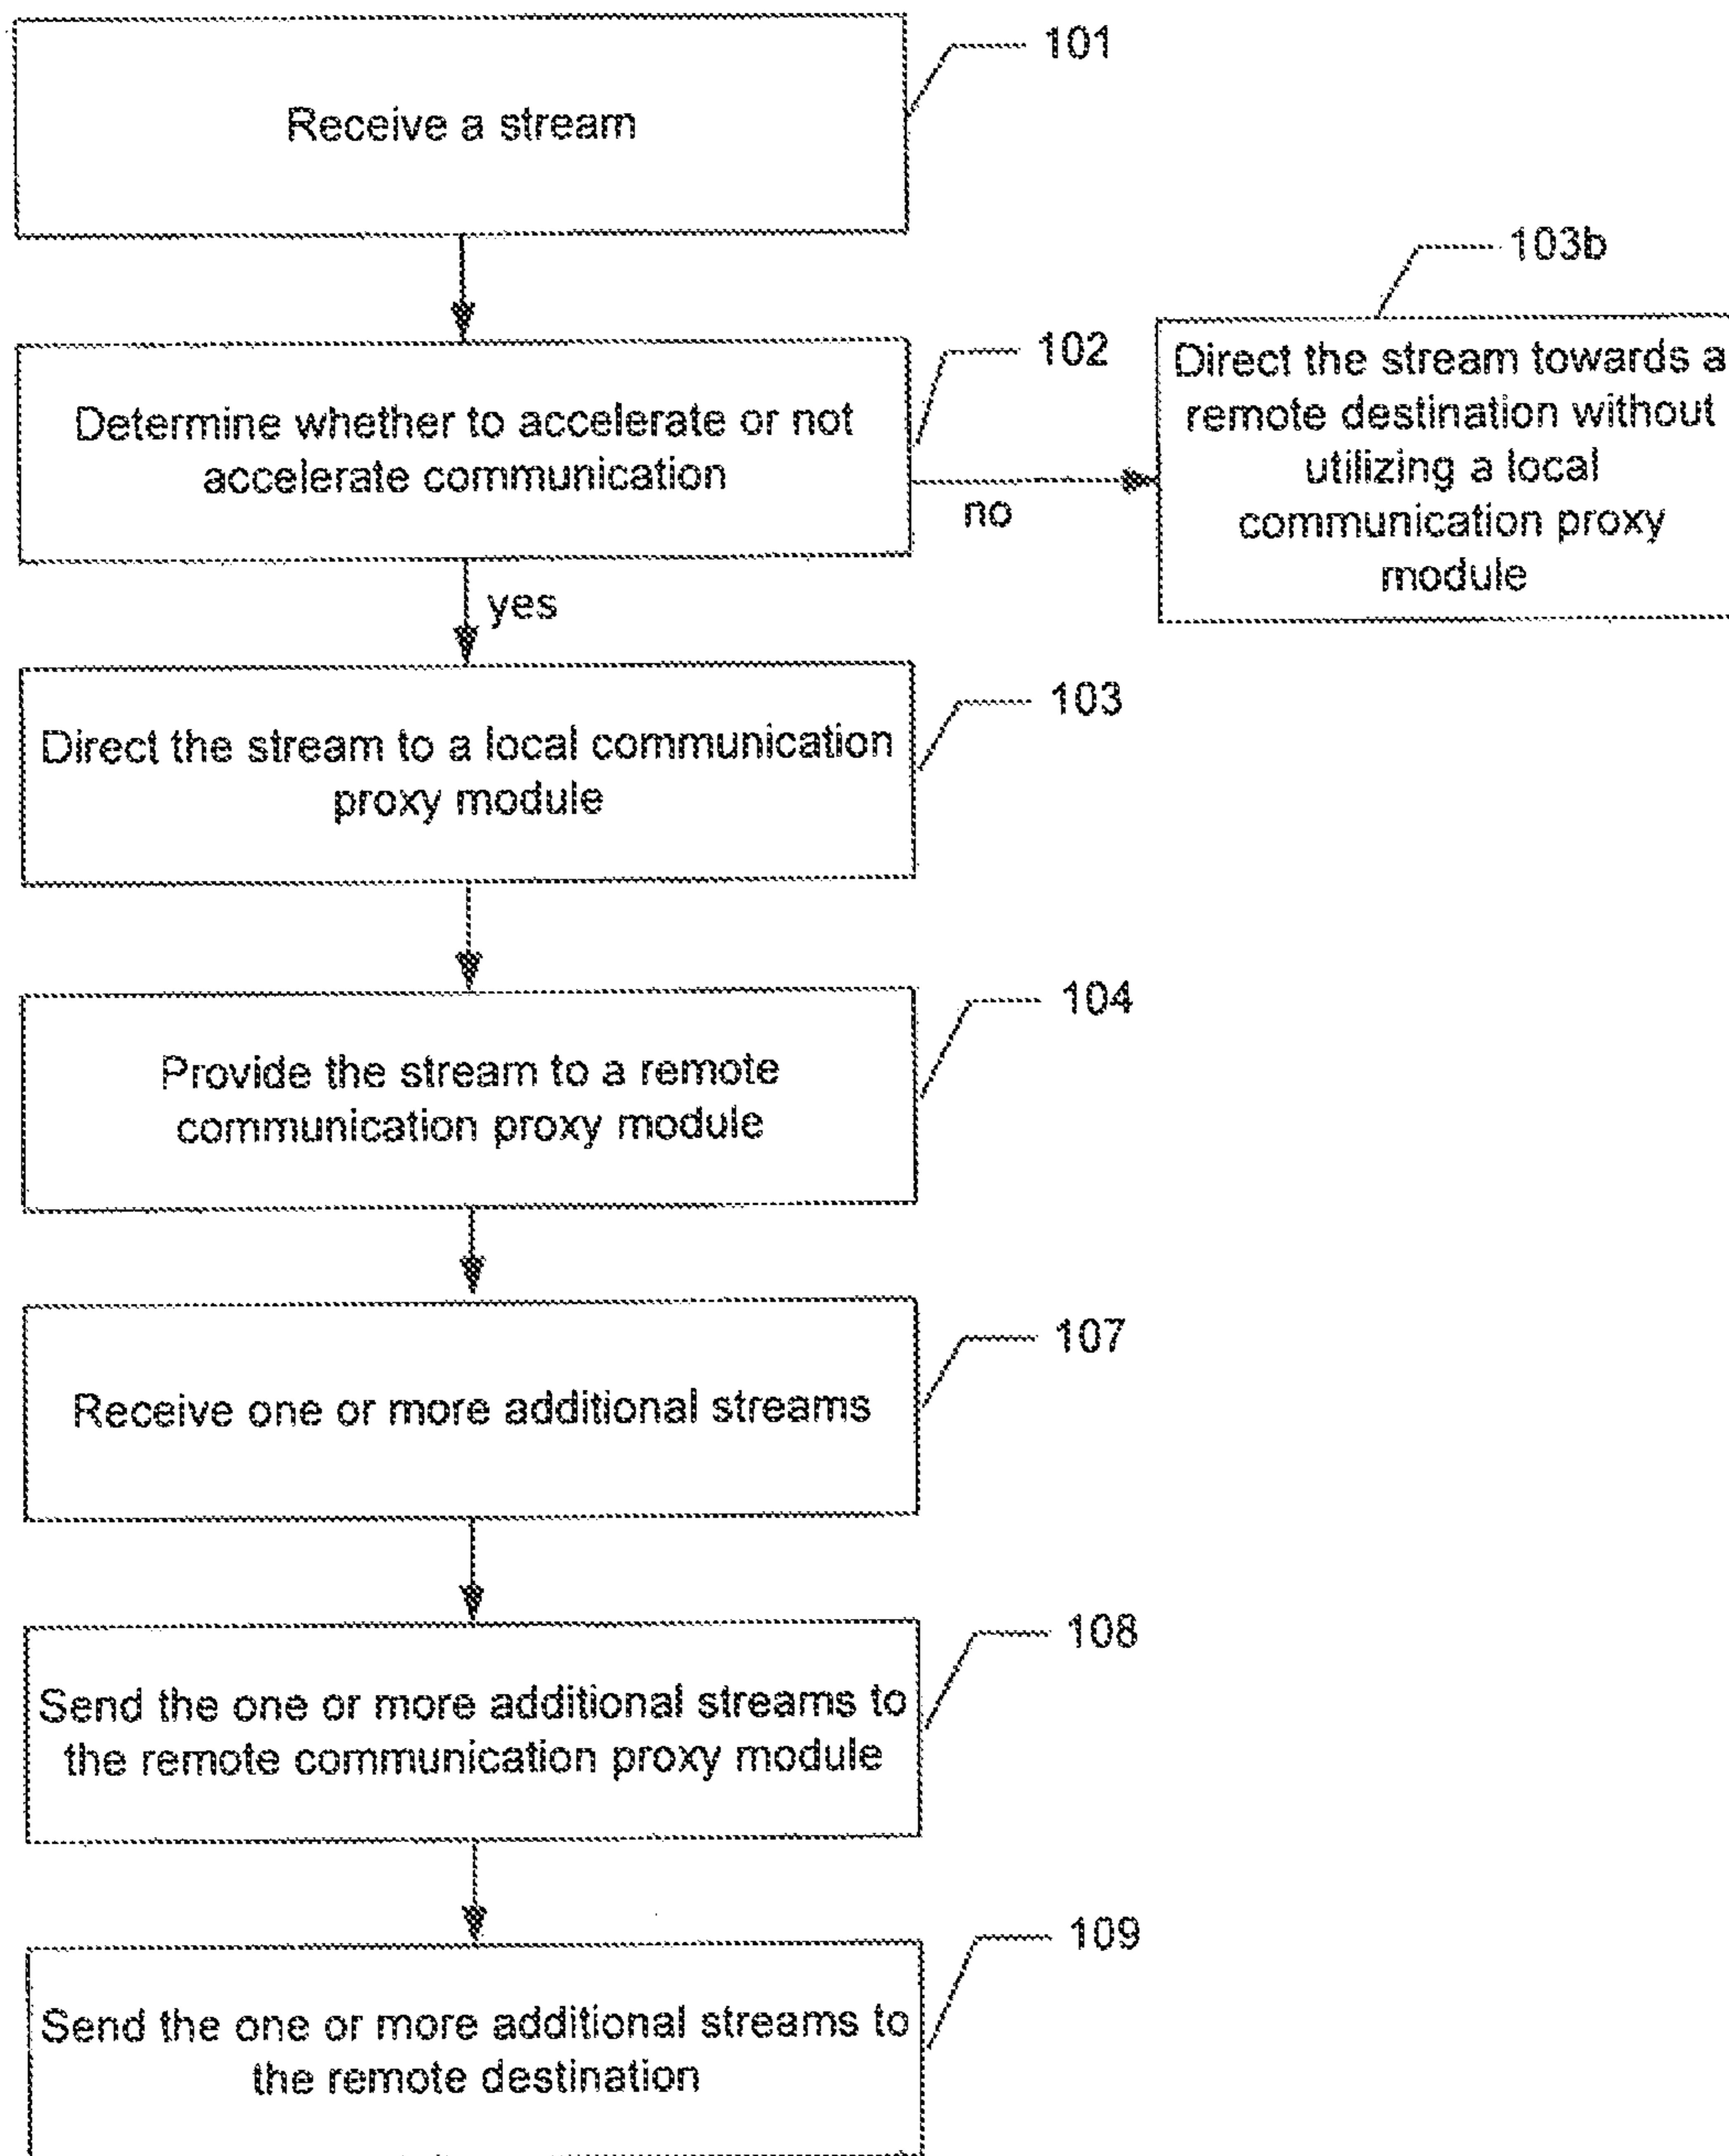 101
Receive a stream
103b
102
Direct the stream towards a
remote destination without
utilizing a local
communication proxy
module
Determine whether to accelerate or not
accelerate communication
no
yes
103
Direct the stream to a local communication
proxy module
104
Provide the stream to a remote
communication proxy module
107
Receive one or more additional streams
108
Send the one or more additional streams to
the remote communication proxy module
109
Send the one or more additional streams to
the remote destination